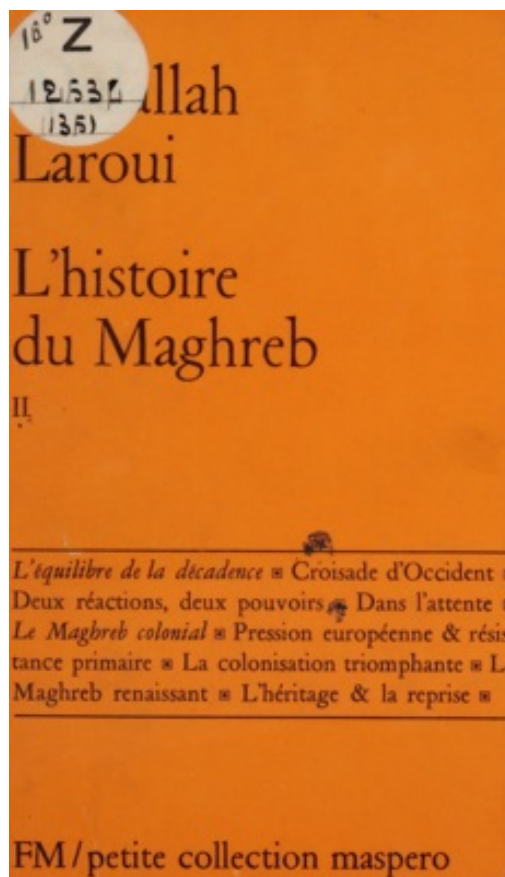 16° Z
(135)
llah
Laroui
L'histoire
du Maghreb
II
L'équilibre de la décadence ▣ Croisade d'Occident
Deux réactions, deux pouvoirs ▣ Dans l'attente
Le Maghreb colonial ▣ Pression européenne & résis
tance primaire ▣ La colonisation triomphante ▣ L
Maghreb renaissant ▣ L'héritage & la reprise ▣
FM/petite collection maspero